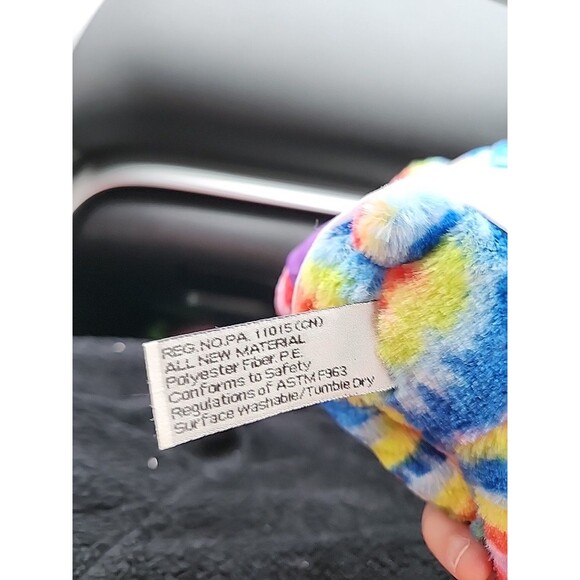 REG.NO.PA. 11015(CN)
ALL NEW MATERIAL
Polyester Fiber.P.E.
Conforms to Safety
Regulations of ASTM F963
Surface Washable/Tumble Dry